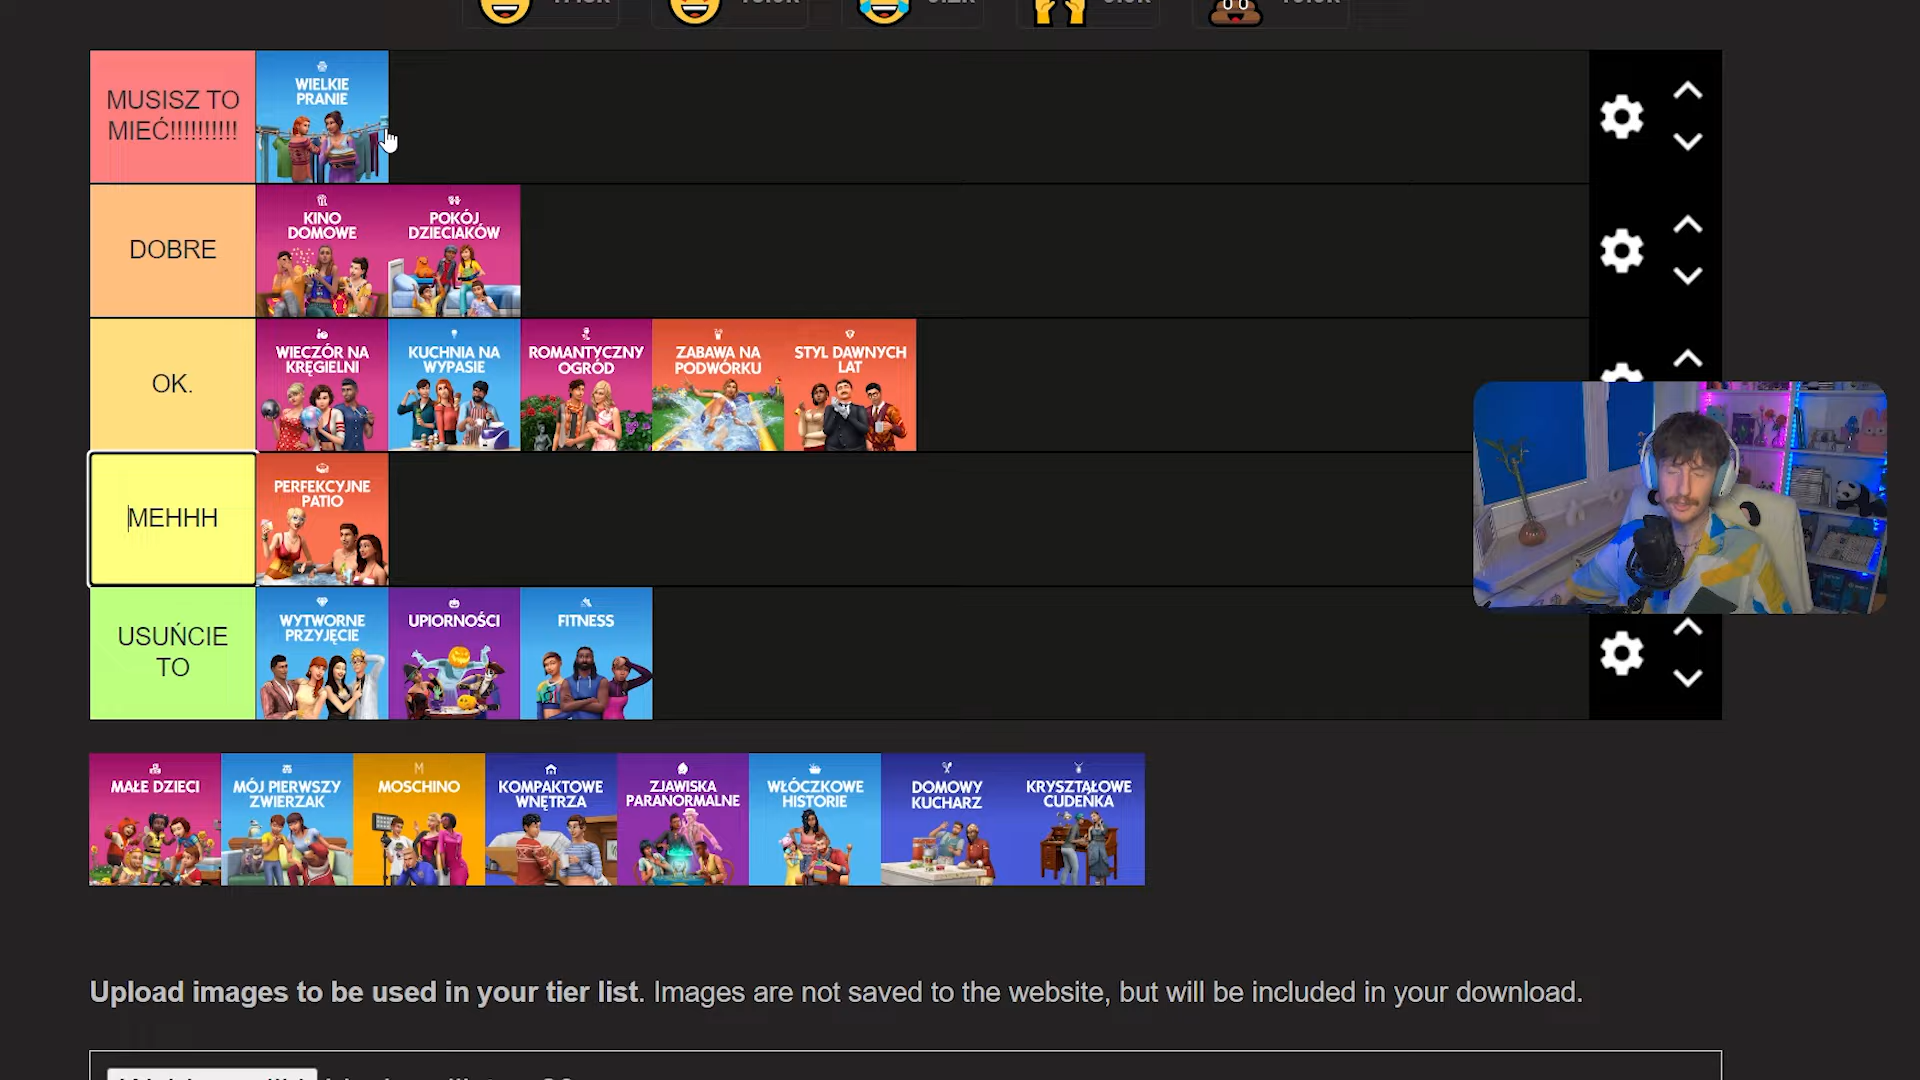 MUSISZ TO
MIEĆ!!!!!!!!!!
WIELKIE
PRANIE
DOBRE
KINO
DOMOWE
POKÓJ
DZIECIAKÓW
OK.
WIECZÓR NA
KRĘGIELNI
KUCHNIA NA
WYPASIE
ROMANTYCZNY
OGRÓD
ZABAWA NA
PODWÓRKU
STYL DAWNYCH
LAT
MEHHH
PERFEKCYJNE
PATIO
USUŃCIE
TO
WYTWORNE
PRZYJĘCIE
UPIORNOŚCI
FITNESS
MAŁE DZIECI
MÓJ PIERWSZY
ZWIERZAK
MOSCHINO
KOMPAKTOWE
WNĘTRZA
ZJAWISKA
PARANORMALNE
WŁÓCZKOWE
HISTORIE
DOMOWY
KUCHARZ
KRYSZTAŁOWE
CUDEŃKA
Upload images to be used in your tier list. Images are not saved to the website, but will be included in your download.